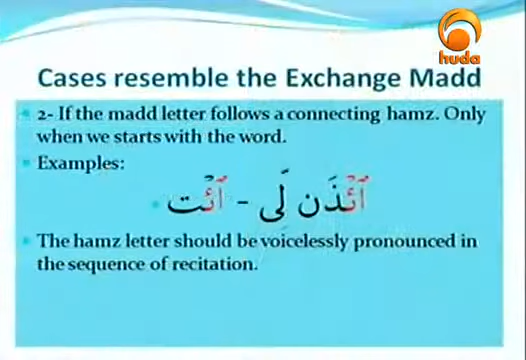 huda
Cases resemble the Exchange Madd
2- If the madd letter follows a connecting hamz. Only
when we starts with the word.
Examples:
ٱئۡذَن لِّي - ٱئۡت
The hamz letter should be voicelessly pronounced in
the sequence of recitation.